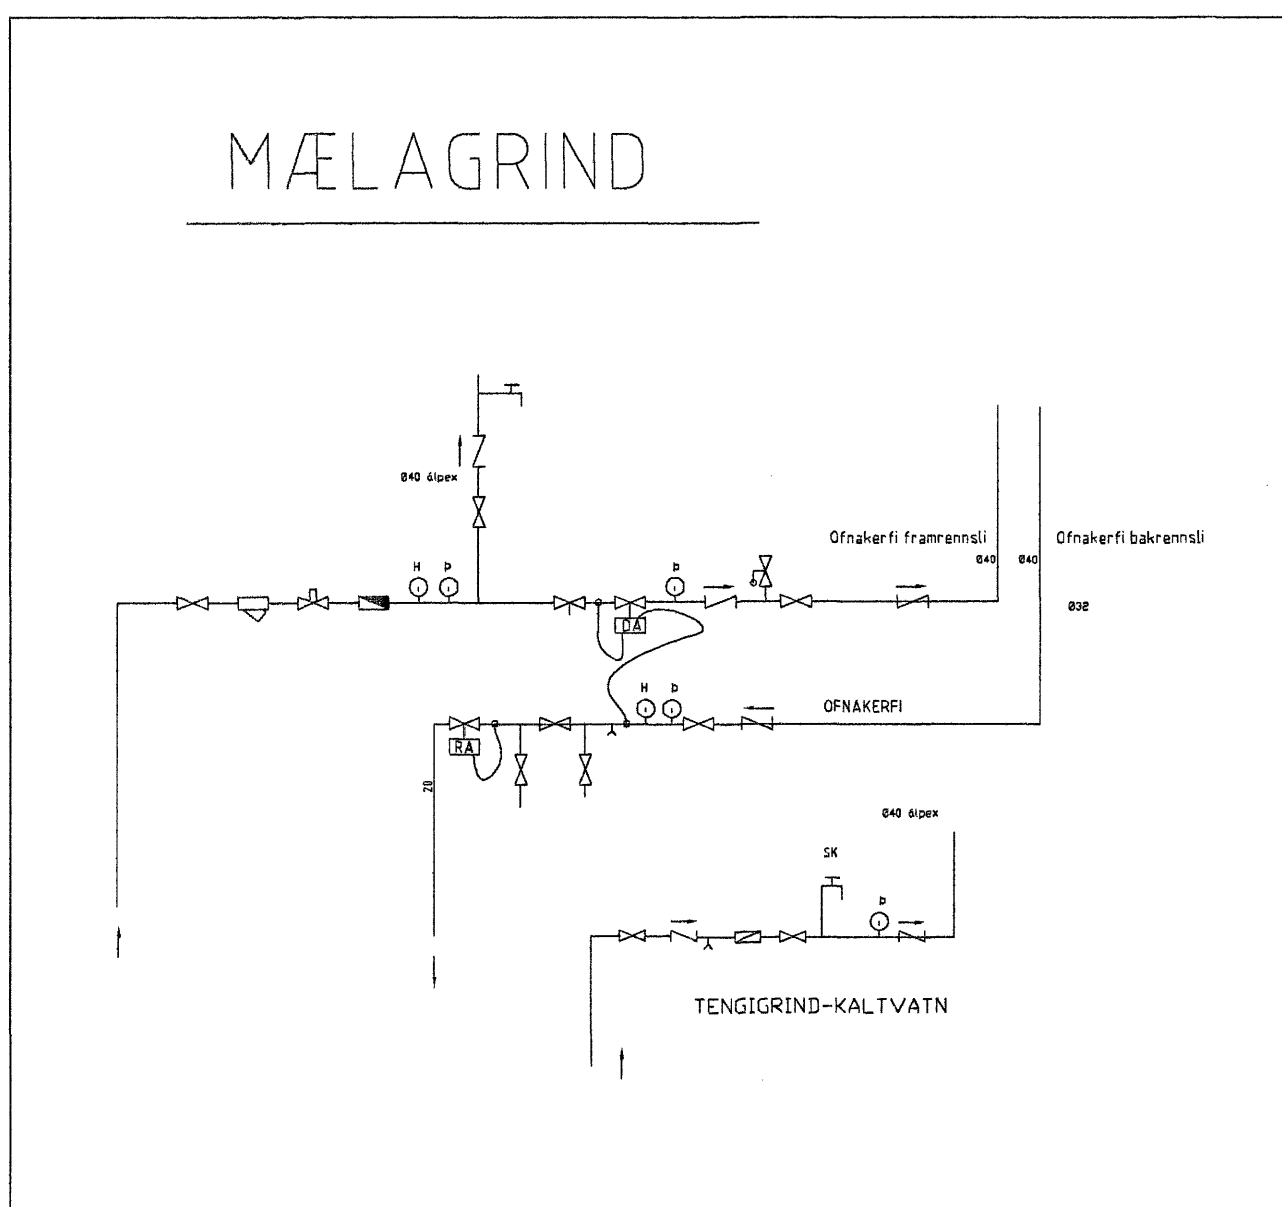 MÆLAGRIND
Ø40 álpex
Ofnakerfi framrennsli
Ofnakerfi bakrennsli
Ø40
Ø40
H
Þ
Þ
Ø32
DA
H
Þ
OFNAKERFI
RA
20
Ø40 álpex
SK
Þ
TENGIGRIND-KALTVATN